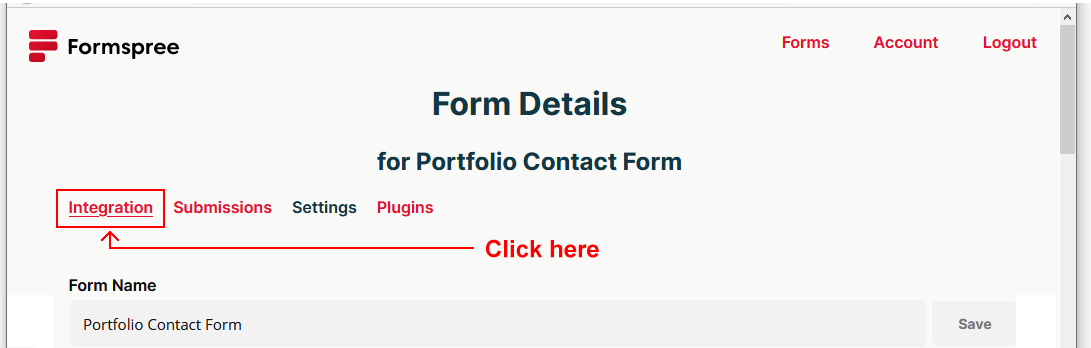 Formspree
Forms Account Logout
Form Details
for Portfolio Contact Form
Integration Submissions Settings Plugins
Click here
Form Name
Portfolio Contact Form Save